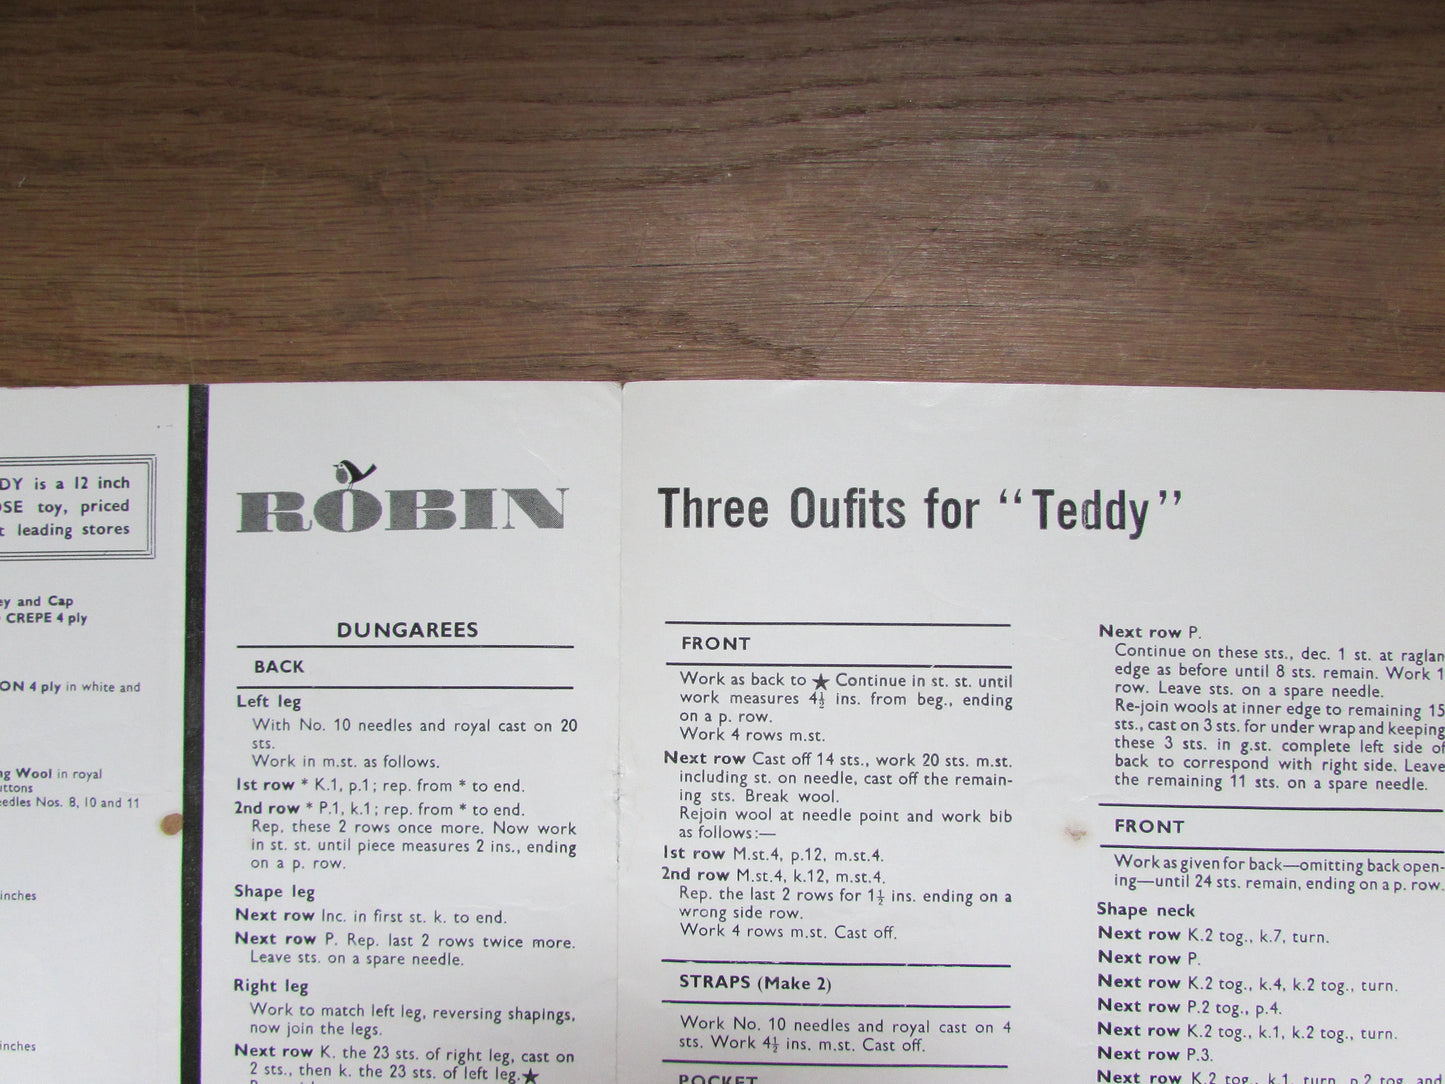 DY is a 12 inch
OSE toy, priced
t leading stores
ey and Cap
CREPE 4 ply
ON 4 ply in white and
ng Wool in royal
uttons
eedles Nos. 8, 10 and 11
inches
inches
ROBIN
Three Oufits for “Teddy”
DUNGAREES
BACK
Left leg
With No. 10 needles and royal cast on 20
sts.
Work in m.st. as follows.
1st row * K.1, p.1; rep. from * to end.
2nd row * P.1, k.1; rep. from * to end.
Rep. these 2 rows once more. Now work
in st. st. until piece measures 2 ins., ending
on a p. row.
Shape leg
Next row Inc. in first st. k. to end.
Next row P. Rep. last 2 rows twice more.
Leave sts. on a spare needle.
Right leg
Work to match left leg, reversing shapings,
now join the legs.
Next row K. the 23 sts. of right leg, cast on
2 sts., then k. the 23 sts. of left leg.★
FRONT
Work as back to ★ Continue in st. st. until
work measures 4½ ins. from beg., ending
on a p. row.
Work 4 rows m.st.
Next row Cast off 14 sts., work 20 sts. m.st.
including st. on needle, cast off the remain-
ing sts. Break wool.
Rejoin wool at needle point and work bib
as follows:—
1st row M.st.4, p.12, m.st.4.
2nd row M.st.4, k.12, m.st.4.
Rep. the last 2 rows for 1½ ins. ending on a
wrong side row.
Work 4 rows m.st. Cast off.
STRAPS (Make 2)
Work No. 10 needles and royal cast on 4
sts. Work 4½ ins. m.st. Cast off.
POCKET
Next row P.
Continue on these sts., dec. 1 st. at raglan
edge as before until 8 sts. remain. Work 1
row. Leave sts. on a spare needle.
Re-join wools at inner edge to remaining 15
sts., cast on 3 sts. for under wrap and keeping
these 3 sts. in g.st. complete left side of
back to correspond with right side. Leave
the remaining 11 sts. on a spare needle.
FRONT
Work as given for back—omitting back open-
ing—until 24 sts. remain, ending on a p. row.
Shape neck
Next row K.2 tog., k.7, turn.
Next row P.
Next row K.2 tog., k.4, k.2 tog., turn.
Next row P.2 tog., p.4.
Next row K.2 tog., k.1, k.2 tog., turn.
Next row P.3.
Next row K.2 tog., k.1, turn, p.2 tog. and